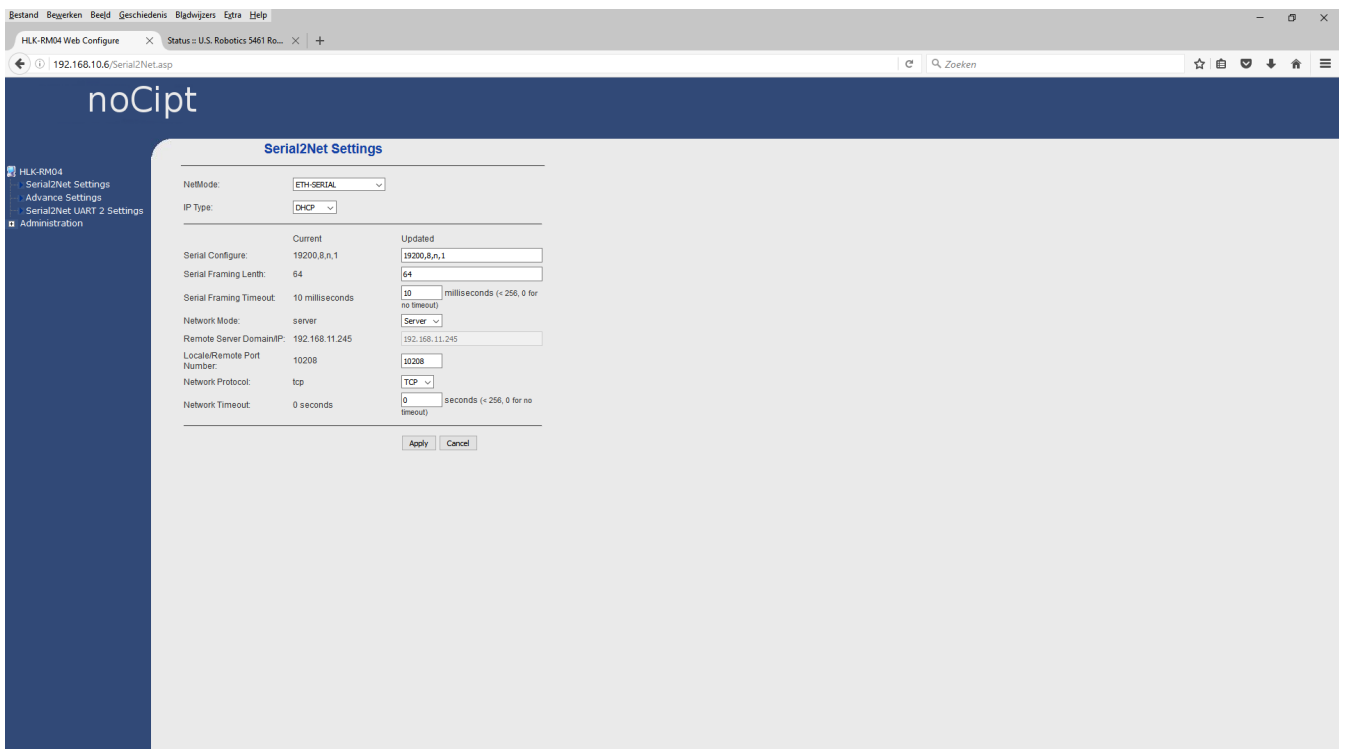 Bestand Bewerken Beeld Geschiedenis Bladwijzers Extra Help
HLK-RM04 Web Configure Status :: U.S. Robotics 5461 Ro...
192.168.10.6/Serial2Net.asp Zoeken
noCipt
HLK-RM04
Serial2Net Settings
Advance Settings
Serial2Net UART 2 Settings
Administration
Serial2Net Settings
NetMode: ETH-SERIAL
IP Type: DHCP
Current Updated
Serial Configure: 19200,8,n,1 19200,8,n,1
Serial Framing Lenth: 64 64
Serial Framing Timeout: 10 milliseconds 10 milliseconds (< 256, 0 for
no timeout)
Network Mode: server Server
Remote Server Domain/IP: 192.168.11.245 192.168.11.245
Locale/Remote Port
Number: 10208 10208
Network Protocol: tcp TCP
Network Timeout: 0 seconds 0 seconds (< 256, 0 for no
timeout)
Apply Cancel